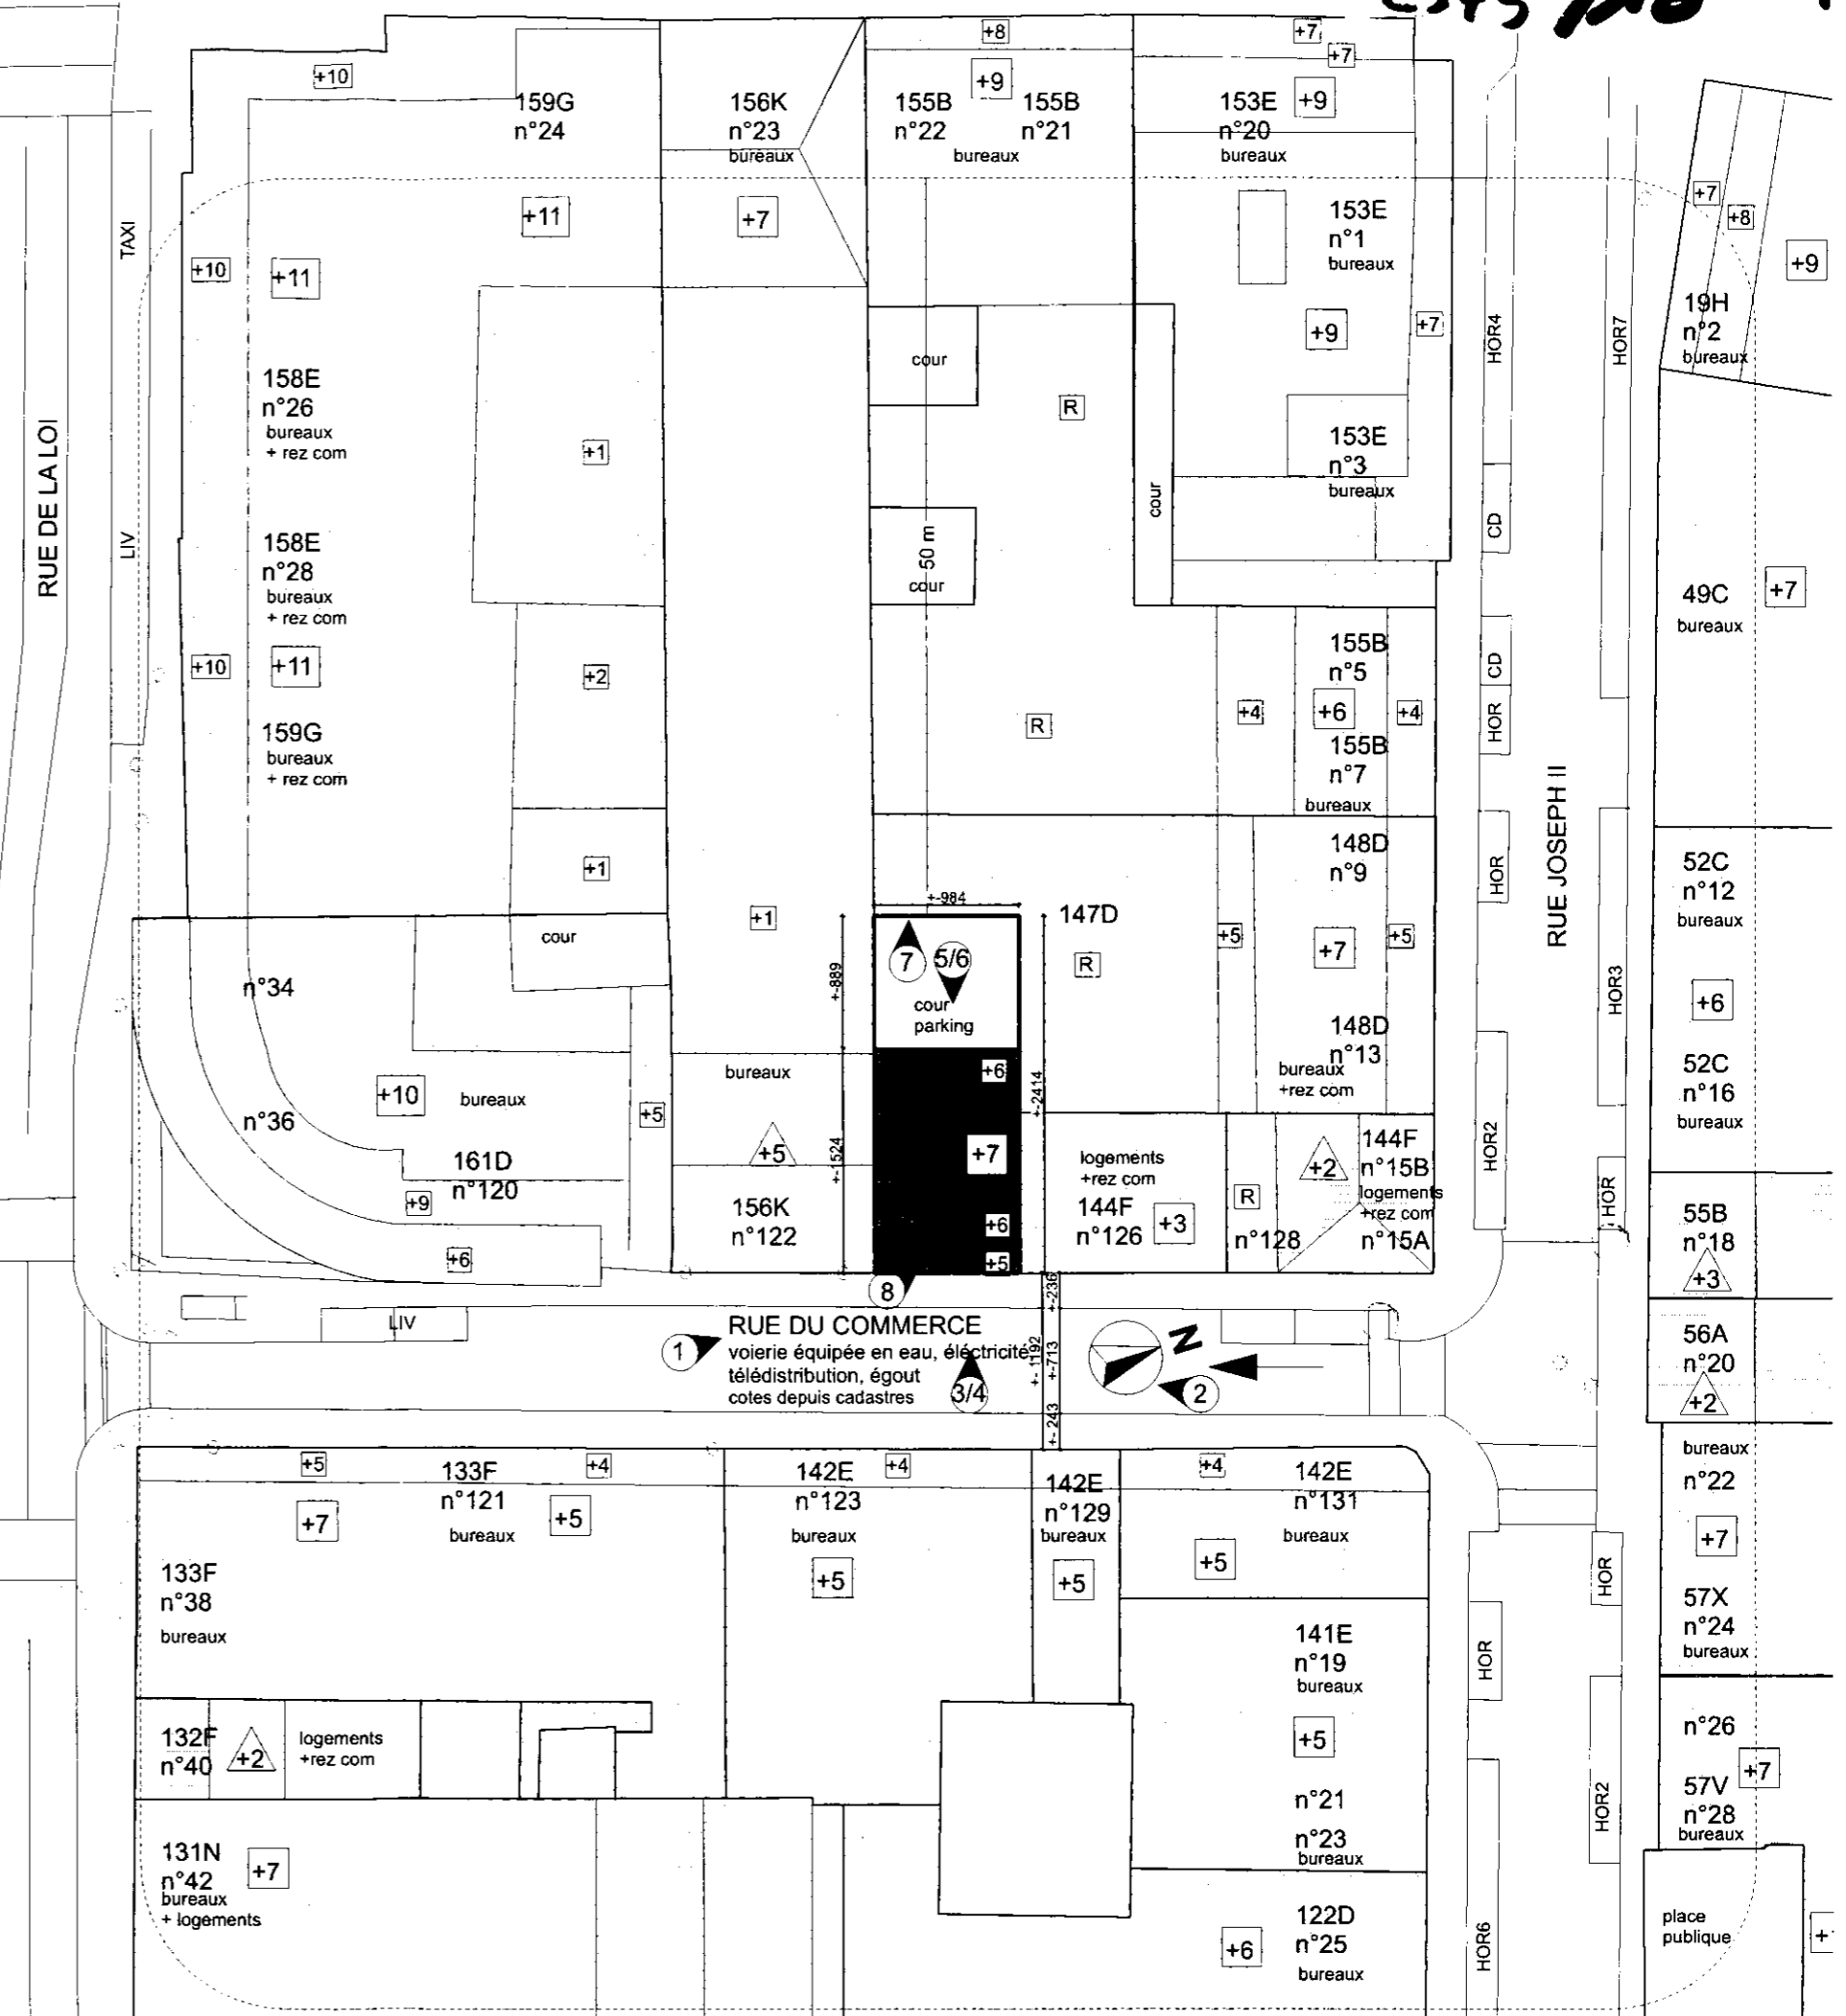 +8
+7
+7
+10
+9
+9
159G
n°24
156K
n°23
bureaux
155B
n°22
155B
n°21
bureaux
153E
n°20
bureaux
+7
+8
+9
+11
+7
153E
n°1
bureaux
TAXI
+10
+11
19H
n°2
bureaux
+9
+7
HOR4
HOR7
cour
158E
n°26
bureaux
+ rez com
R
+1
153E
n°3
bureaux
RUE DE LA LOI
LIV
cour
CD
158E
n°28
bureaux
+ rez com
50 m
cour
49C
bureaux
+7
+10
+11
+2
155B
n°5
CD
+4
+6
+4
HOR
R
159G
bureaux
+ rez com
155B
n°7
bureaux
RUE JOSEPH II
148D
n°9
HOR
52C
n°12
bureaux
+1
+-984
+1
147D
cour
7
5/6
R
+5
+7
+5
+-889
cour
parking
n°34
HOR3
+6
148D
n°13
bureaux
+rez com
52C
n°16
bureaux
bureaux
+6
+-2414
+10
bureaux
n°36
+5
+5
+-1524
+7
logements
+rez com
144F
n°126
+3
R
n°128
+2
144F
n°15B
logements
+rez com
n°15A
HOR2
HOR
161D
n°120
+9
+6
156K
n°122
+6
+5
55B
n°18
+3
8
+-236
LIV
1
RUE DU COMMERCE
voierie équipée en eau, éléctricité
télédistribution, égout
cotes depuis cadastres
3/4
+- 1192
+-713
+- 243
N
2
56A
n°20
+2
+5
133F
n°121
bureaux
+4
+7
+5
142E
n°123
bureaux
+4
+5
142E
n°129
bureaux
+5
+4
142E
n°131
bureaux
+5
bureaux
n°22
+7
133F
n°38
bureaux
HOR
57X
n°24
bureaux
141E
n°19
bureaux
HOR
132F
n°40
+2
logements
+rez com
+5
n°26
+7
57V
n°28
bureaux
n°21
n°23
bureaux
HOR2
131N
n°42
bureaux
+ logements
+7
122D
n°25
bureaux
+6
HOR6
place
publique